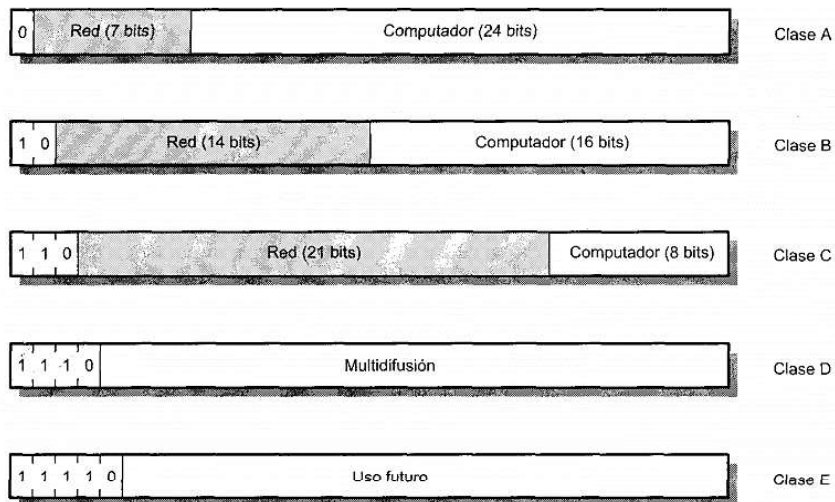 0 Red (7 bits) Computador (24 bits) Clase A
1 0 Red (14 bits) Computador (16 bits) Clase B
1 1 0 Red (21 bits) Computador (8 bits) Clase C
1 1 1 0 Multidifusión Clase D
1 1 1 1 0 Uso futuro Clase E